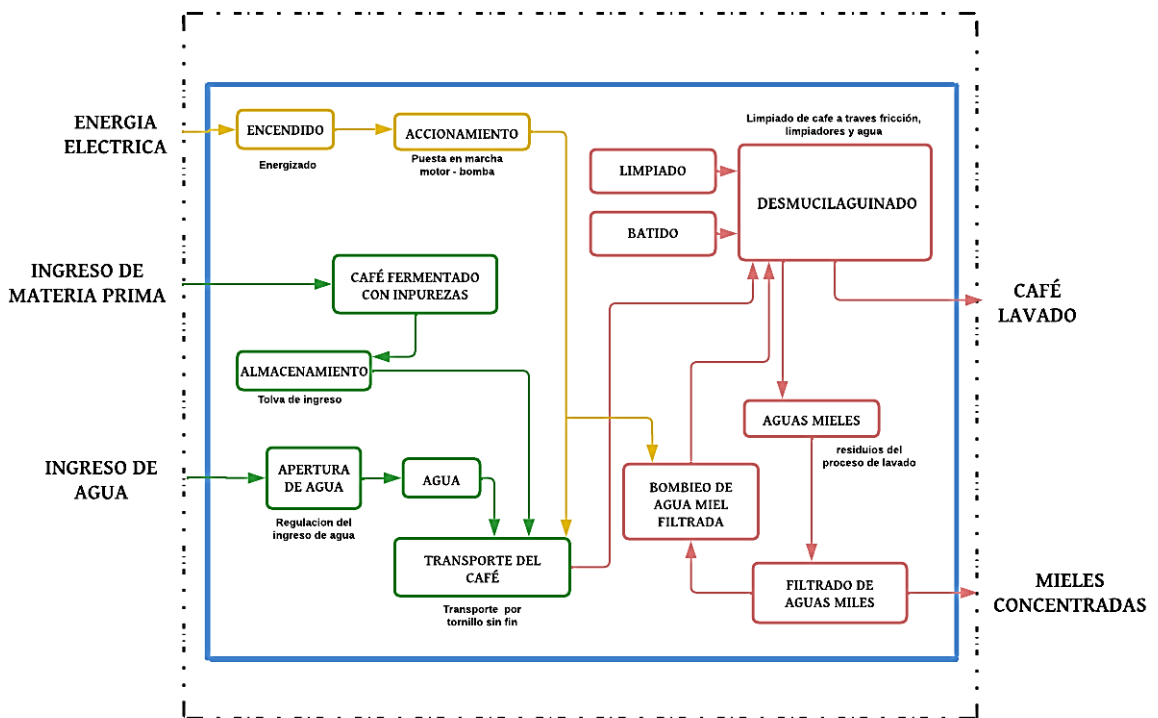 ENERGIA
ELECTRICA
ENCENDIDO
Energizado
ACCIONAMIENTO
Puesta en marcha
motor - bomba
Limpiado de cafe a traves fricción,
limpiadores y agua
LIMPIADO
BATIDO
DESMUCILAGUINADO
INGRESO DE
MATERIA PRIMA
CAFÉ FERMENTADO
CON INPUREZAS
CAFÉ
LAVADO
ALMACENAMIENTO
Tolva de ingreso
AGUAS MIELES
residuios del
proceso de lavado
INGRESO DE
AGUA
APERTURA
DE AGUA
Regulacion del
ingreso de agua
AGUA
BOMBIEO DE
AGUA MIEL
FILTRADA
TRANSPORTE DEL
CAFÉ
Transporte por
tornillo sin fin
FILTRADO DE
AGUAS MILES
MIELES
CONCENTRADAS